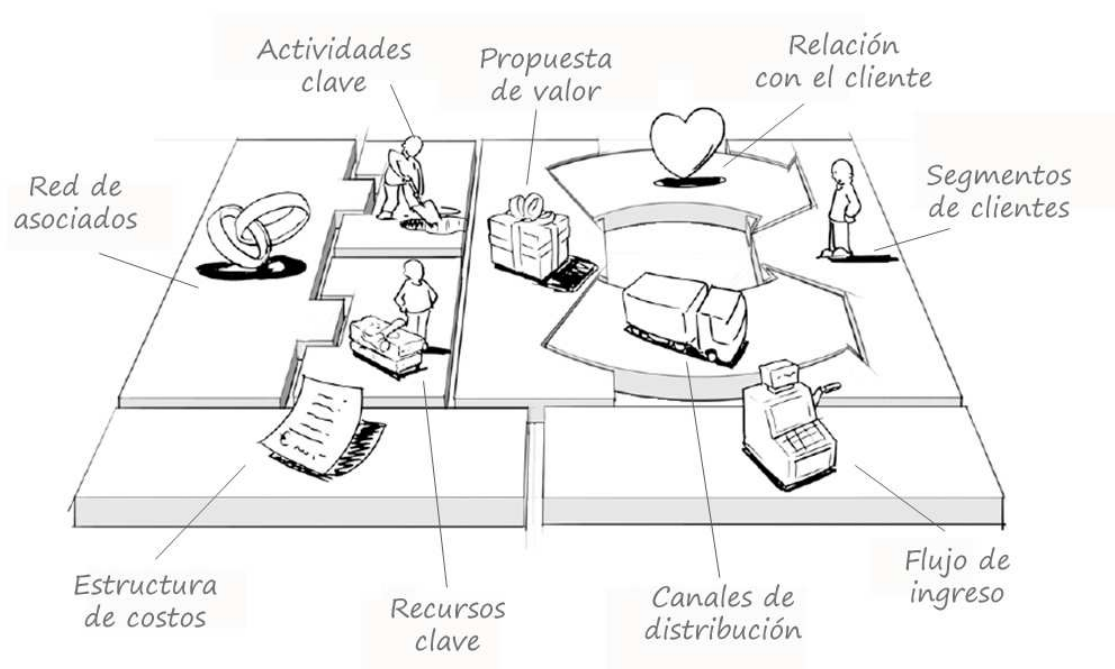 Actividades
clave
Propuesta
de valor
Relación
con el cliente
Red de
asociados
Segmentos
de clientes
Estructura
de costos
Recursos
clave
Canales de
distribución
Flujo de
ingreso